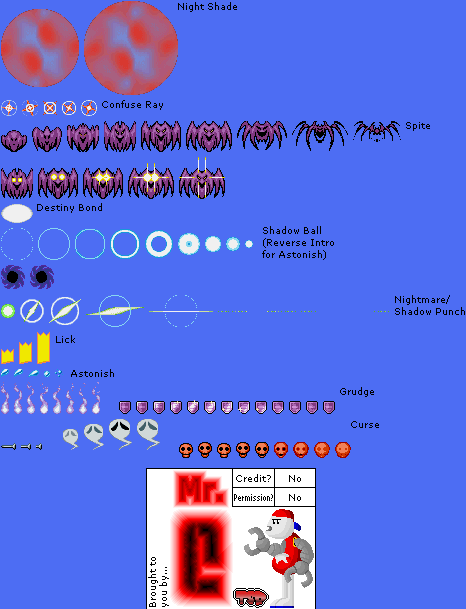 Night Shade
Confuse Ray
Spite
Destiny Bond
Shadow Ball
(Reverse Intro
for Astonish)
Nightmare/
Shadow Punch
Lick
Astonish
Grudge
Curse
Mr.
C
Credit? No
Permission? No
Brought to
you by...